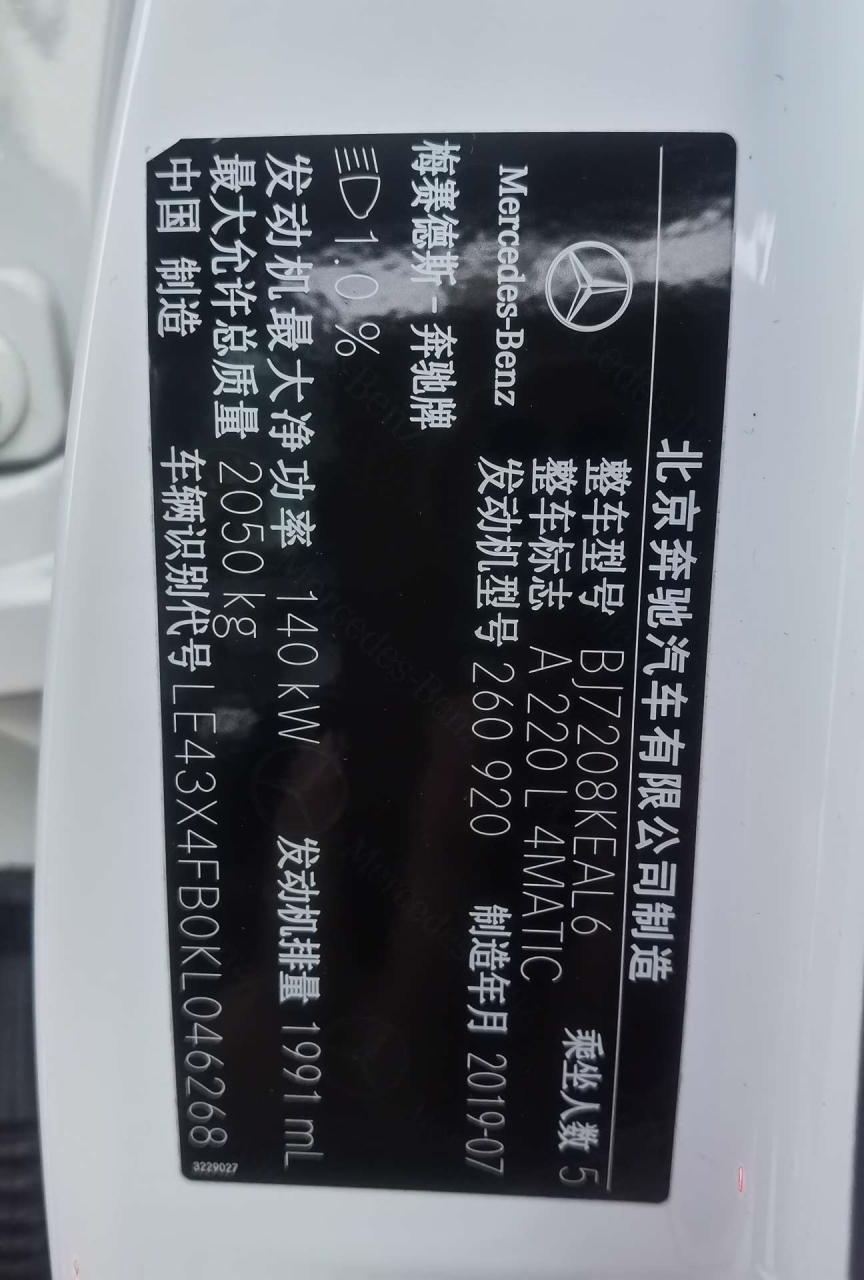 北京奔驰汽车有限公司制造
Mercedes-Benz
梅赛德斯-奔驰牌
整车型号 BJ7208KEAL6 乘坐人数 5
整车标志 A 220 L 4MATIC
发动机型号 260 920 制造年月 2019-07
1.0 %
发动机最大净功率 140 kW 发动机排量 1991 mL
最大允许总质量 2050 kg
中国 制造 车辆识别代号 LE43X4FB0KL046268
3229027